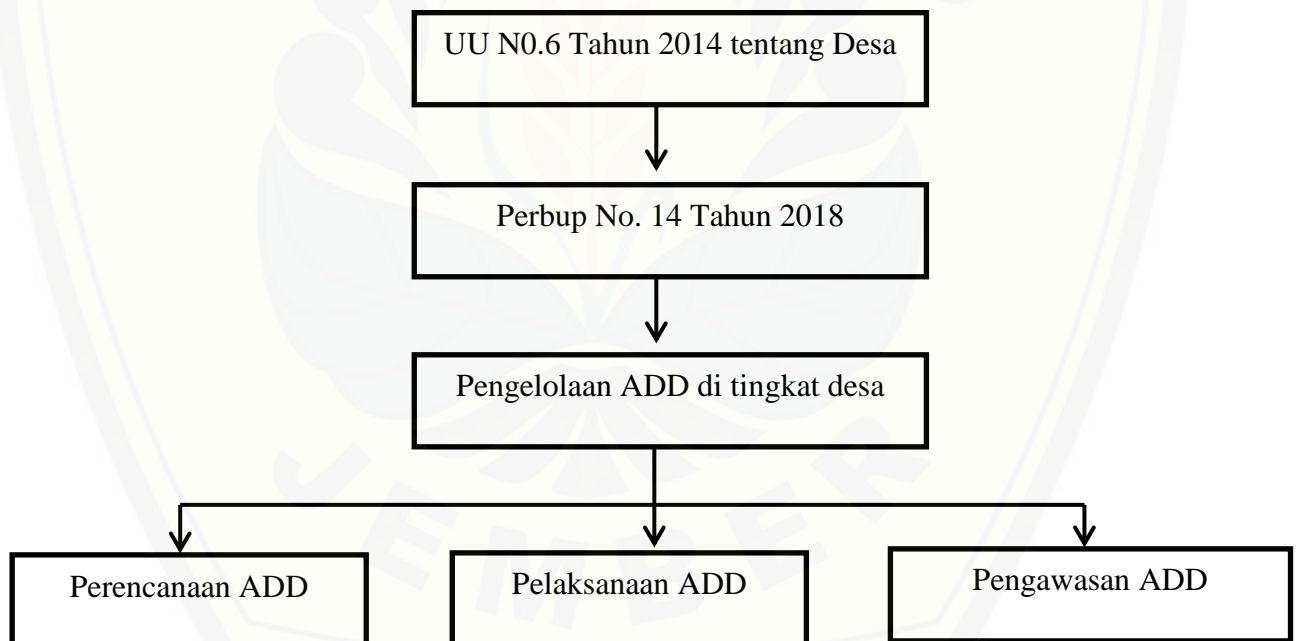 UU N0.6 Tahun 2014 tentang Desa
Perbup No. 14 Tahun 2018
Pengelolaan ADD di tingkat desa
Perencanaan ADD
Pelaksanaan ADD
Pengawasan ADD
JEMBER